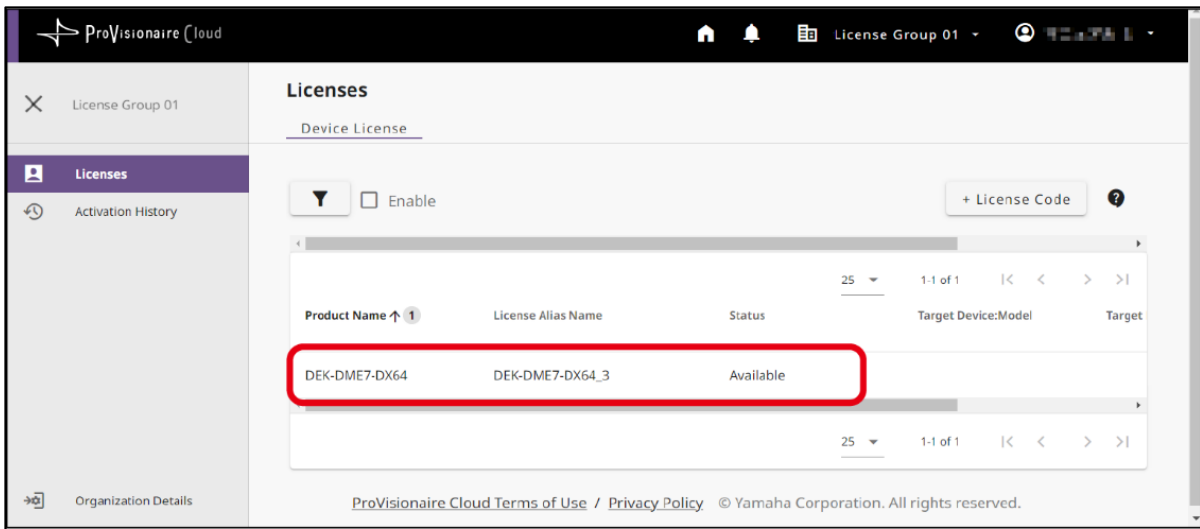 ProVisionaire Cloud
License Group 01
License Group 01
Licenses
Activation History
Organization Details
Licenses
Device License
Enable
+ License Code
25 1-1 of 1
Product Name 1 License Alias Name Status Target Device:Model Target
DEK-DME7-DX64 DEK-DME7-DX64_3 Available
25 1-1 of 1
ProVisionaire Cloud Terms of Use / Privacy Policy © Yamaha Corporation. All rights reserved.